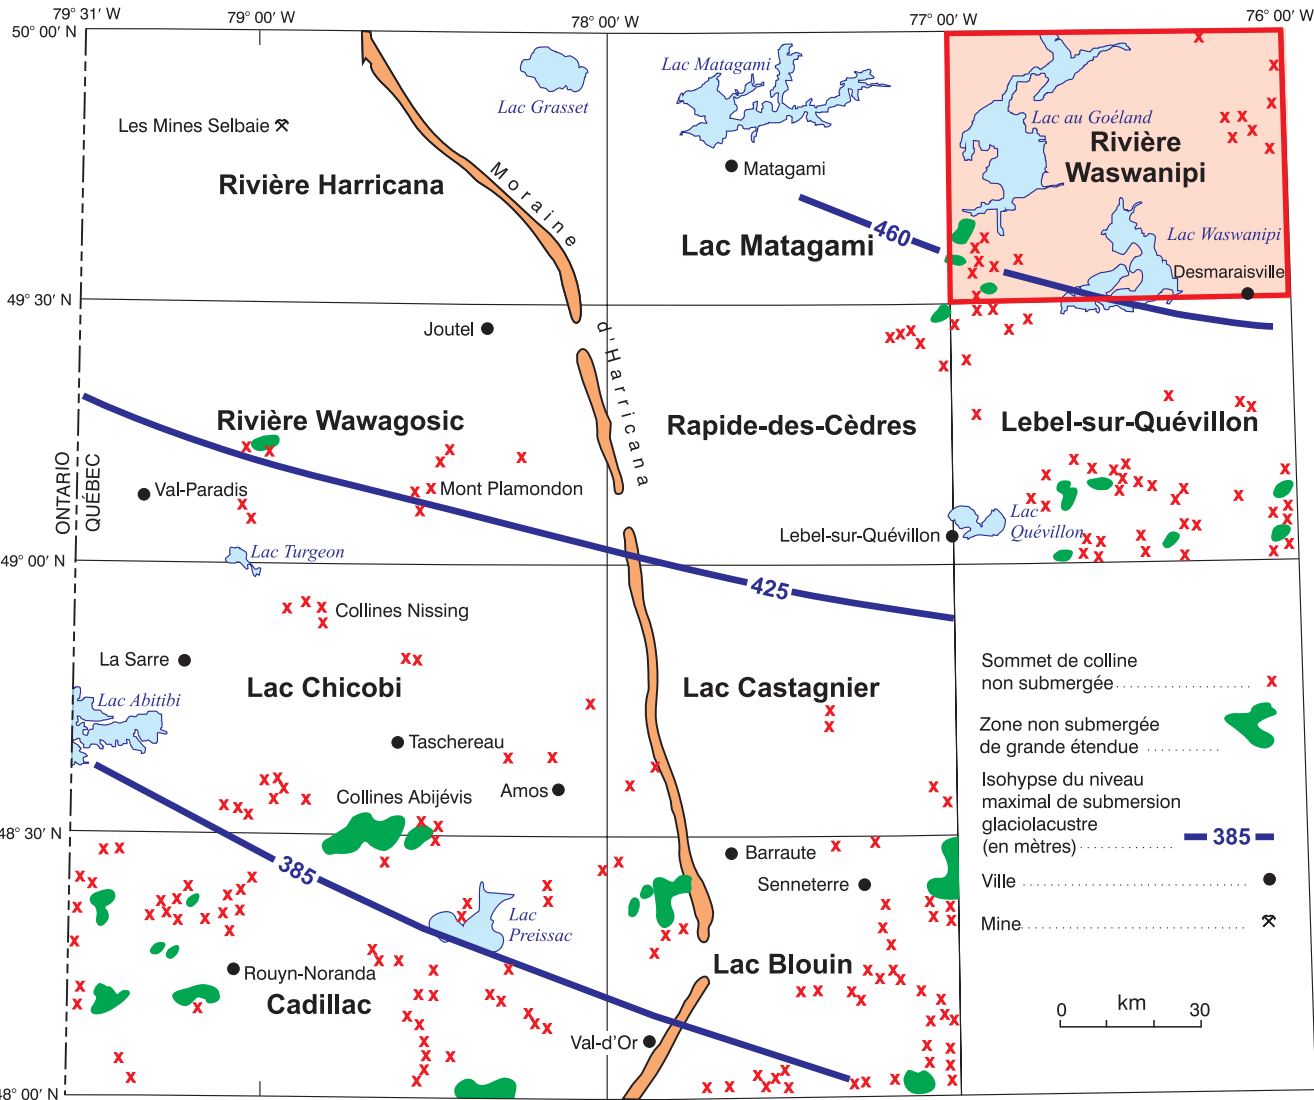 79° 31' W
79° 00' W
78° 00' W
77° 00' W
76° 00' W
50° 00' N
Lac Grasset
Lac Matagami
Lac au Goéland
Les Mines Selbaie
Rivière
Waswanipi
Rivière Harricana
Moraine
Matagami
460
Lac Matagami
Lac Waswanipi
Desmaraisville
49° 30' N
Joutel
d'Harricana
Rivière Wawagosic
Rapide-des-Cèdres
Lebel-sur-Quévillon
ONTARIO
QUÉBEC
Val-Paradis
Mont Plamondon
Lebel-sur-Quévillon
Lac
Quévillon
Lac Turgeon
49° 00' N
425
Collines Nissing
La Sarre
Lac Chicobi
Lac Castagnier
Lac Abitibi
Taschereau
Amos
Collines Abijévis
Sommet de colline
non submergée
Zone non submergée
de grande étendue
Isohypse du niveau
maximal de submersion
glaciolacustre
(en mètres)
385
Ville
Mine
48° 30' N
385
Barraute
Senneterre
Lac
Preissac
Rouyn-Noranda
Cadillac
Lac Blouin
Val-d'Or
km
0 30
48° 00' N